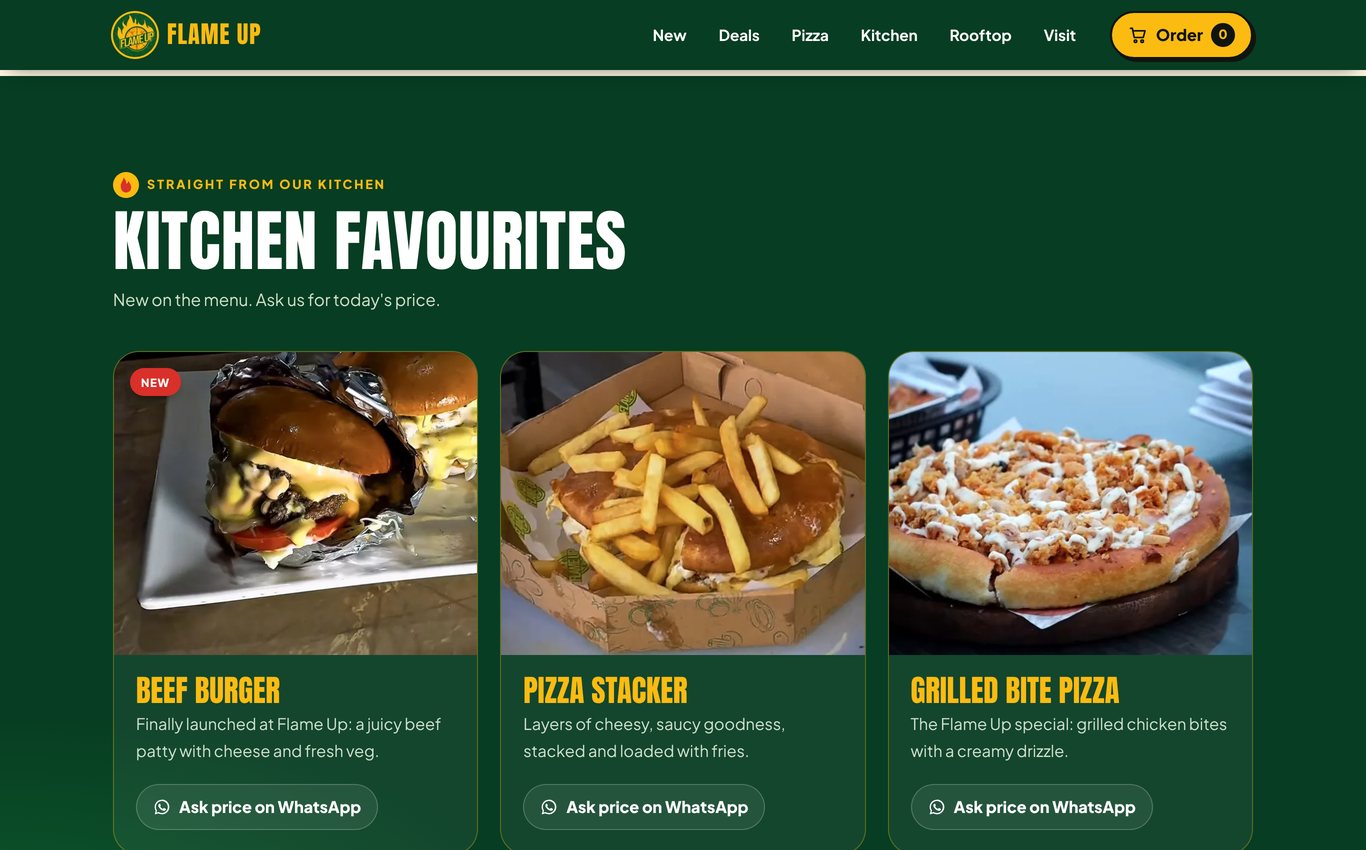 FLAME UP
FLAME UP
New
Deals
Pizza
Kitchen
Rooftop
Visit
Order 0
STRAIGHT FROM OUR KITCHEN
KITCHEN FAVOURITES
New on the menu. Ask us for today's price.
NEW
BEEF BURGER
Finally launched at Flame Up: a juicy beef
patty with cheese and fresh veg.
Ask price on WhatsApp
PIZZA STACKER
Layers of cheesy, saucy goodness,
stacked and loaded with fries.
Ask price on WhatsApp
GRILLED BITE PIZZA
The Flame Up special: grilled chicken bites
with a creamy drizzle.
Ask price on WhatsApp